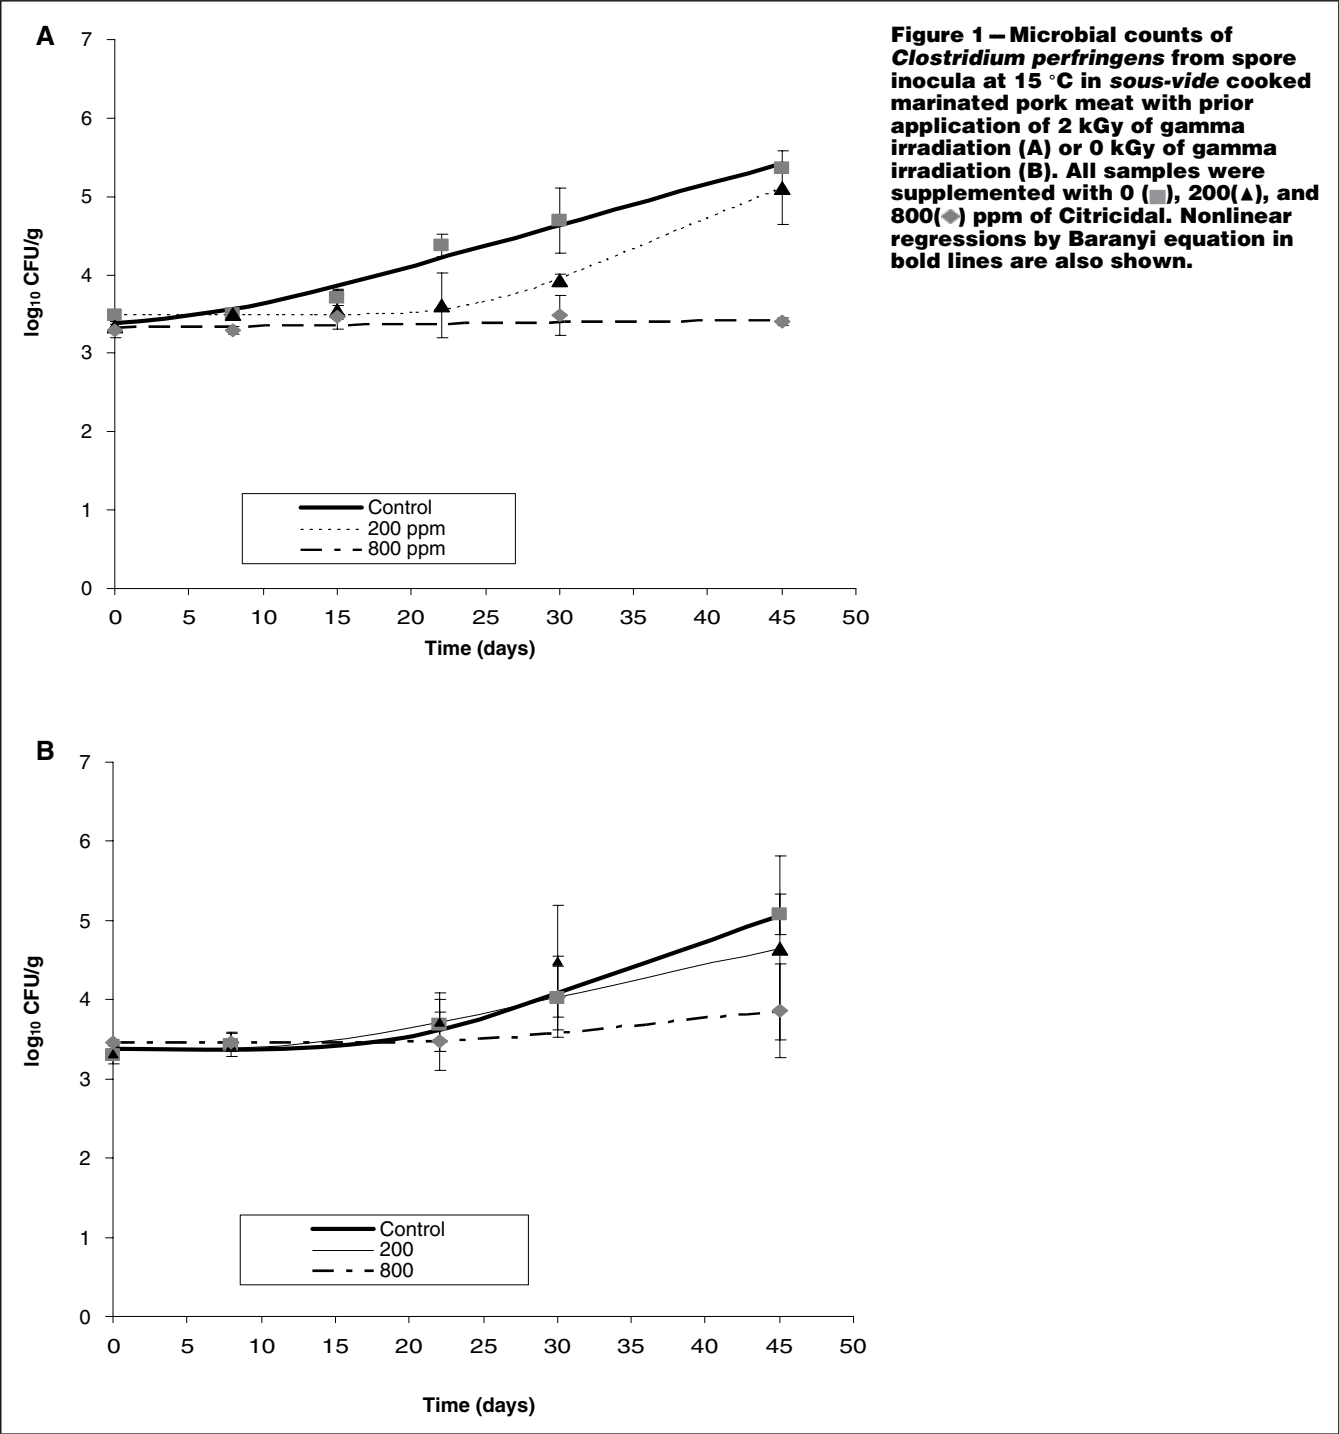 A
Figure 1—Microbial counts of
Clostridium perfringens from spore
inocula at 15 °C in sous-vide cooked
marinated pork meat with prior
application of 2 kGy of gamma
irradiation (A) or 0 kGy of gamma
irradiation (B). All samples were
supplemented with 0 (■), 200(▲), and
800(◆) ppm of Citricidal. Nonlinear
regressions by Baranyi equation in
bold lines are also shown.
7
6
5
4
3
2
1
0
log10 CFU/g
Control
200 ppm
800 ppm
0 5 10 15 20 25 30 35 40 45 50
Time (days)
B
7
6
5
4
3
2
1
0
log10 CFU/g
Control
200
800
0 5 10 15 20 25 30 35 40 45 50
Time (days)